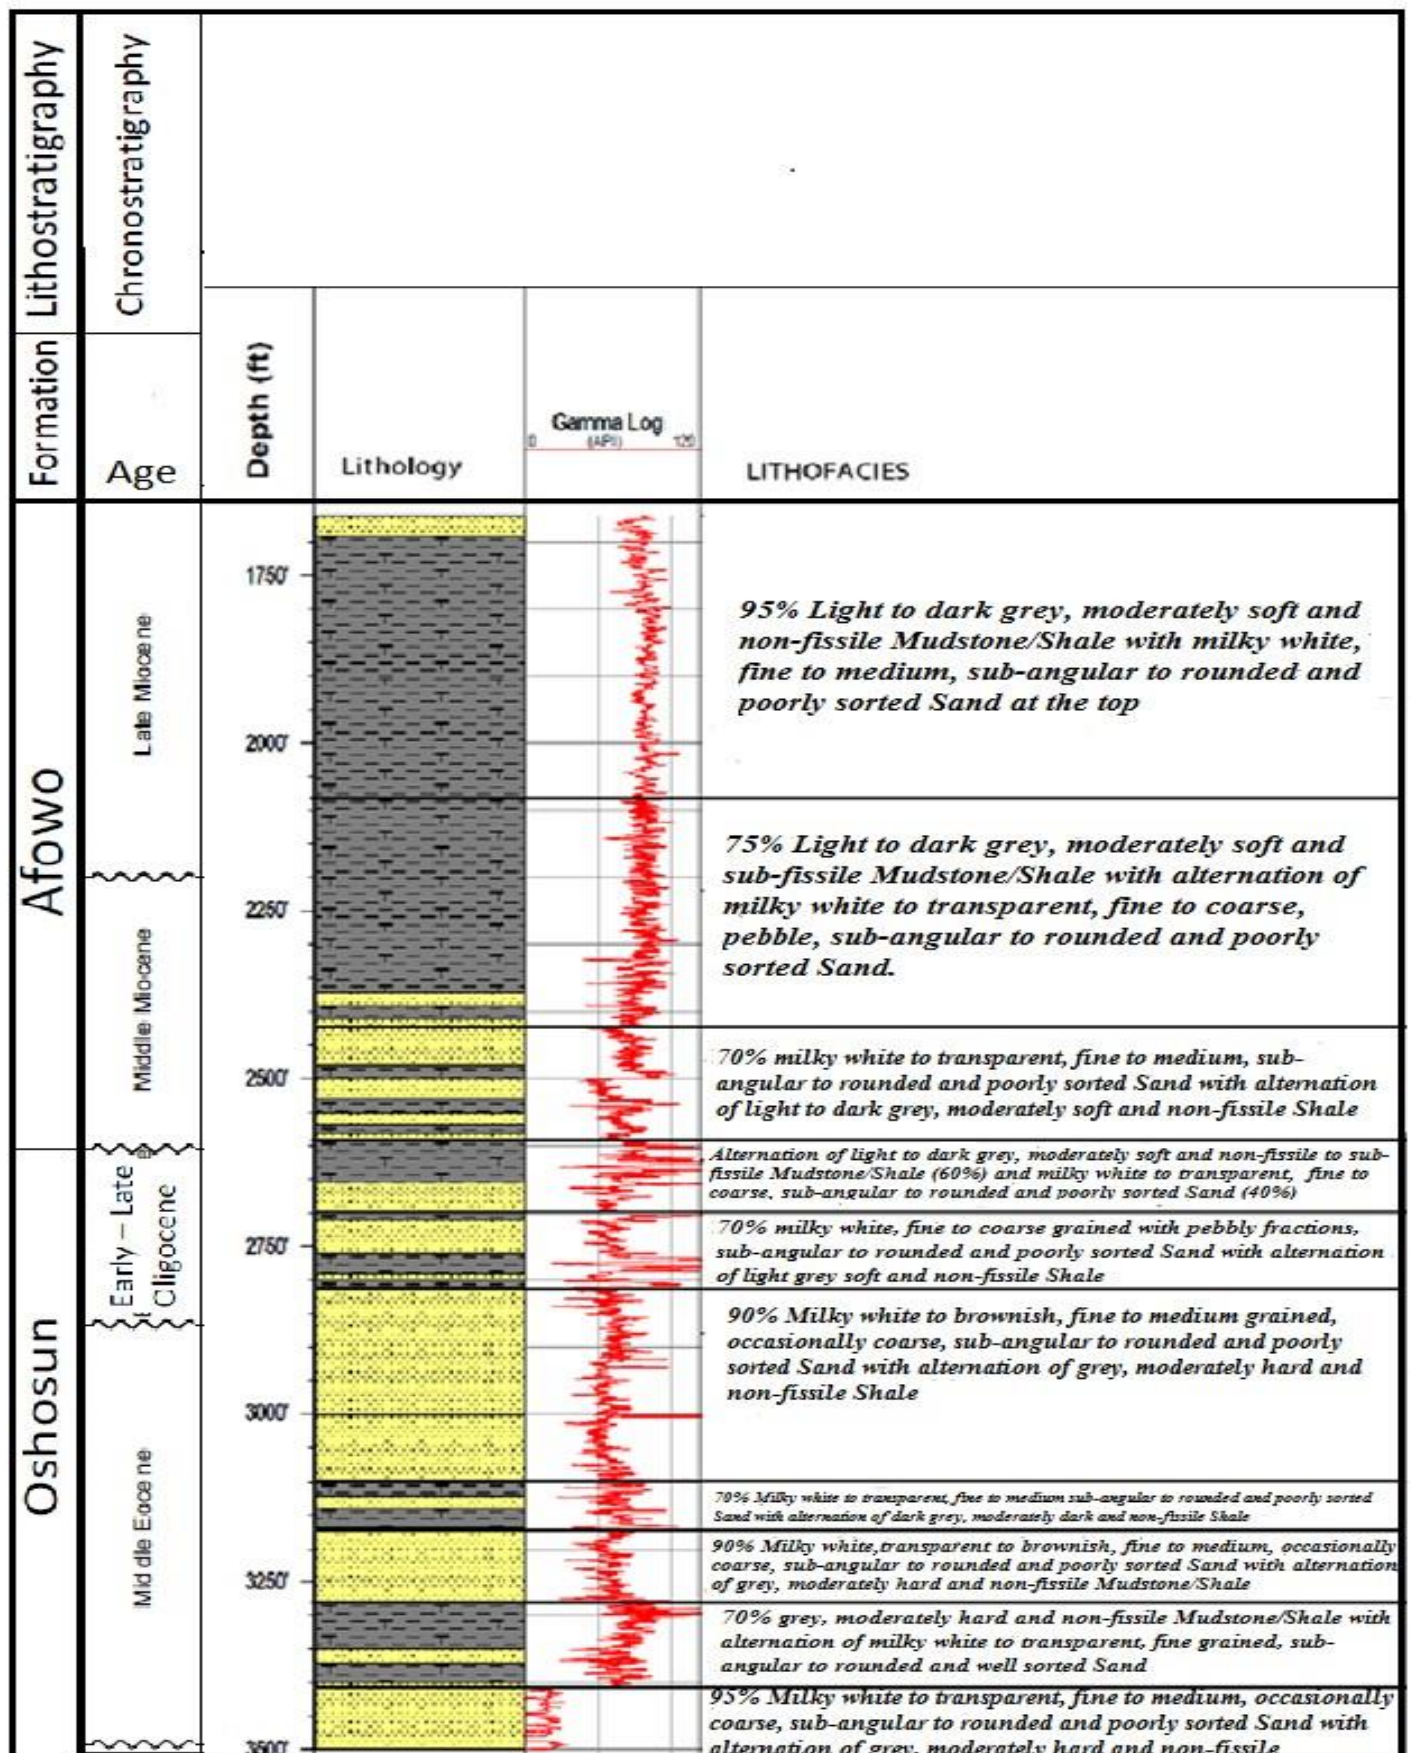 Lithostratigraphy
Chronostratigraphy
Formation
Age
Depth (ft)
Lithology
Gamma Log
0 (API) 120
LITHOFACIES
Afowo
Oshosun
Late Miocene
Middle Miocene
Early – Late
Oligocene
Middle Eocene
1750'
2000'
2250'
2500'
2750'
3000'
3250'
3500'
95% Light to dark grey, moderately soft and
non-fissile Mudstone/Shale with milky white,
fine to medium, sub-angular to rounded and
poorly sorted Sand at the top
75% Light to dark grey, moderately soft and
sub-fissile Mudstone/Shale with alternation of
milky white to transparent, fine to coarse,
pebble, sub-angular to rounded and poorly
sorted Sand.
70% milky white to transparent, fine to medium, sub-
angular to rounded and poorly sorted Sand with alternation
of light to dark grey, moderately soft and non-fissile Shale
Alternation of light to dark grey, moderately soft and non-fissile to sub-
fissile Mudstone/Shale (60%) and milky white to transparent, fine to
coarse, sub-angular to rounded and poorly sorted Sand (40%)
70% milky white, fine to coarse grained with pebbly fractions,
sub-angular to rounded and poorly sorted Sand with alternation
of light grey soft and non-fissile Shale
90% Milky white to brownish, fine to medium grained,
occasionally coarse, sub-angular to rounded and poorly
sorted Sand with alternation of grey, moderately hard and
non-fissile Shale
70% Milky white to transparent, fine to medium sub-angular to rounded and poorly sorted
Sand with alternation of dark grey, moderately dark and non-fissile Shale
90% Milky white,transparent to brownish, fine to medium, occasionally
coarse, sub-angular to rounded and poorly sorted Sand with alternation
of grey, moderately hard and non-fissile Mudstone/Shale
70% grey, moderately hard and non-fissile Mudstone/Shale with
alternation of milky white to transparent, fine grained, sub-
angular to rounded and well sorted Sand
95% Milky white to transparent, fine to medium, occasionally
coarse, sub-angular to rounded and poorly sorted Sand with
alternation of grey, moderately hard and non-fissile